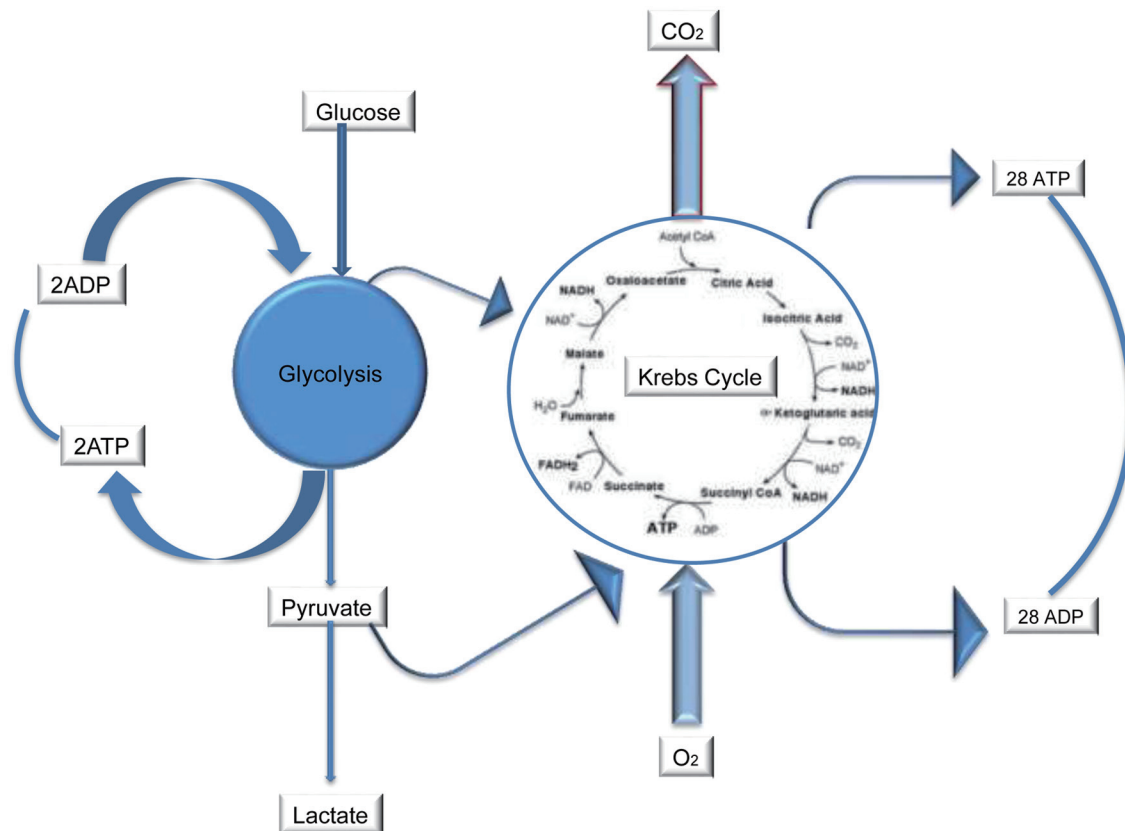 CO₂
Glucose
28 ATP
Acetyl CoA
2ADP
Oxaloacetate
Citric Acid
NADH
Isocitric Acid
NAD⁺
CO₂
Malate
NAD⁺
Glycolysis
Krebs Cycle
NADH
H₂O
α- Ketoglutaric acid
Fumarate
2ATP
CO₂
FADH2
NAD⁺
FAD
Succinate
Succinyl CoA
NADH
ATP
ADP
Pyruvate
28 ADP
O₂
Lactate